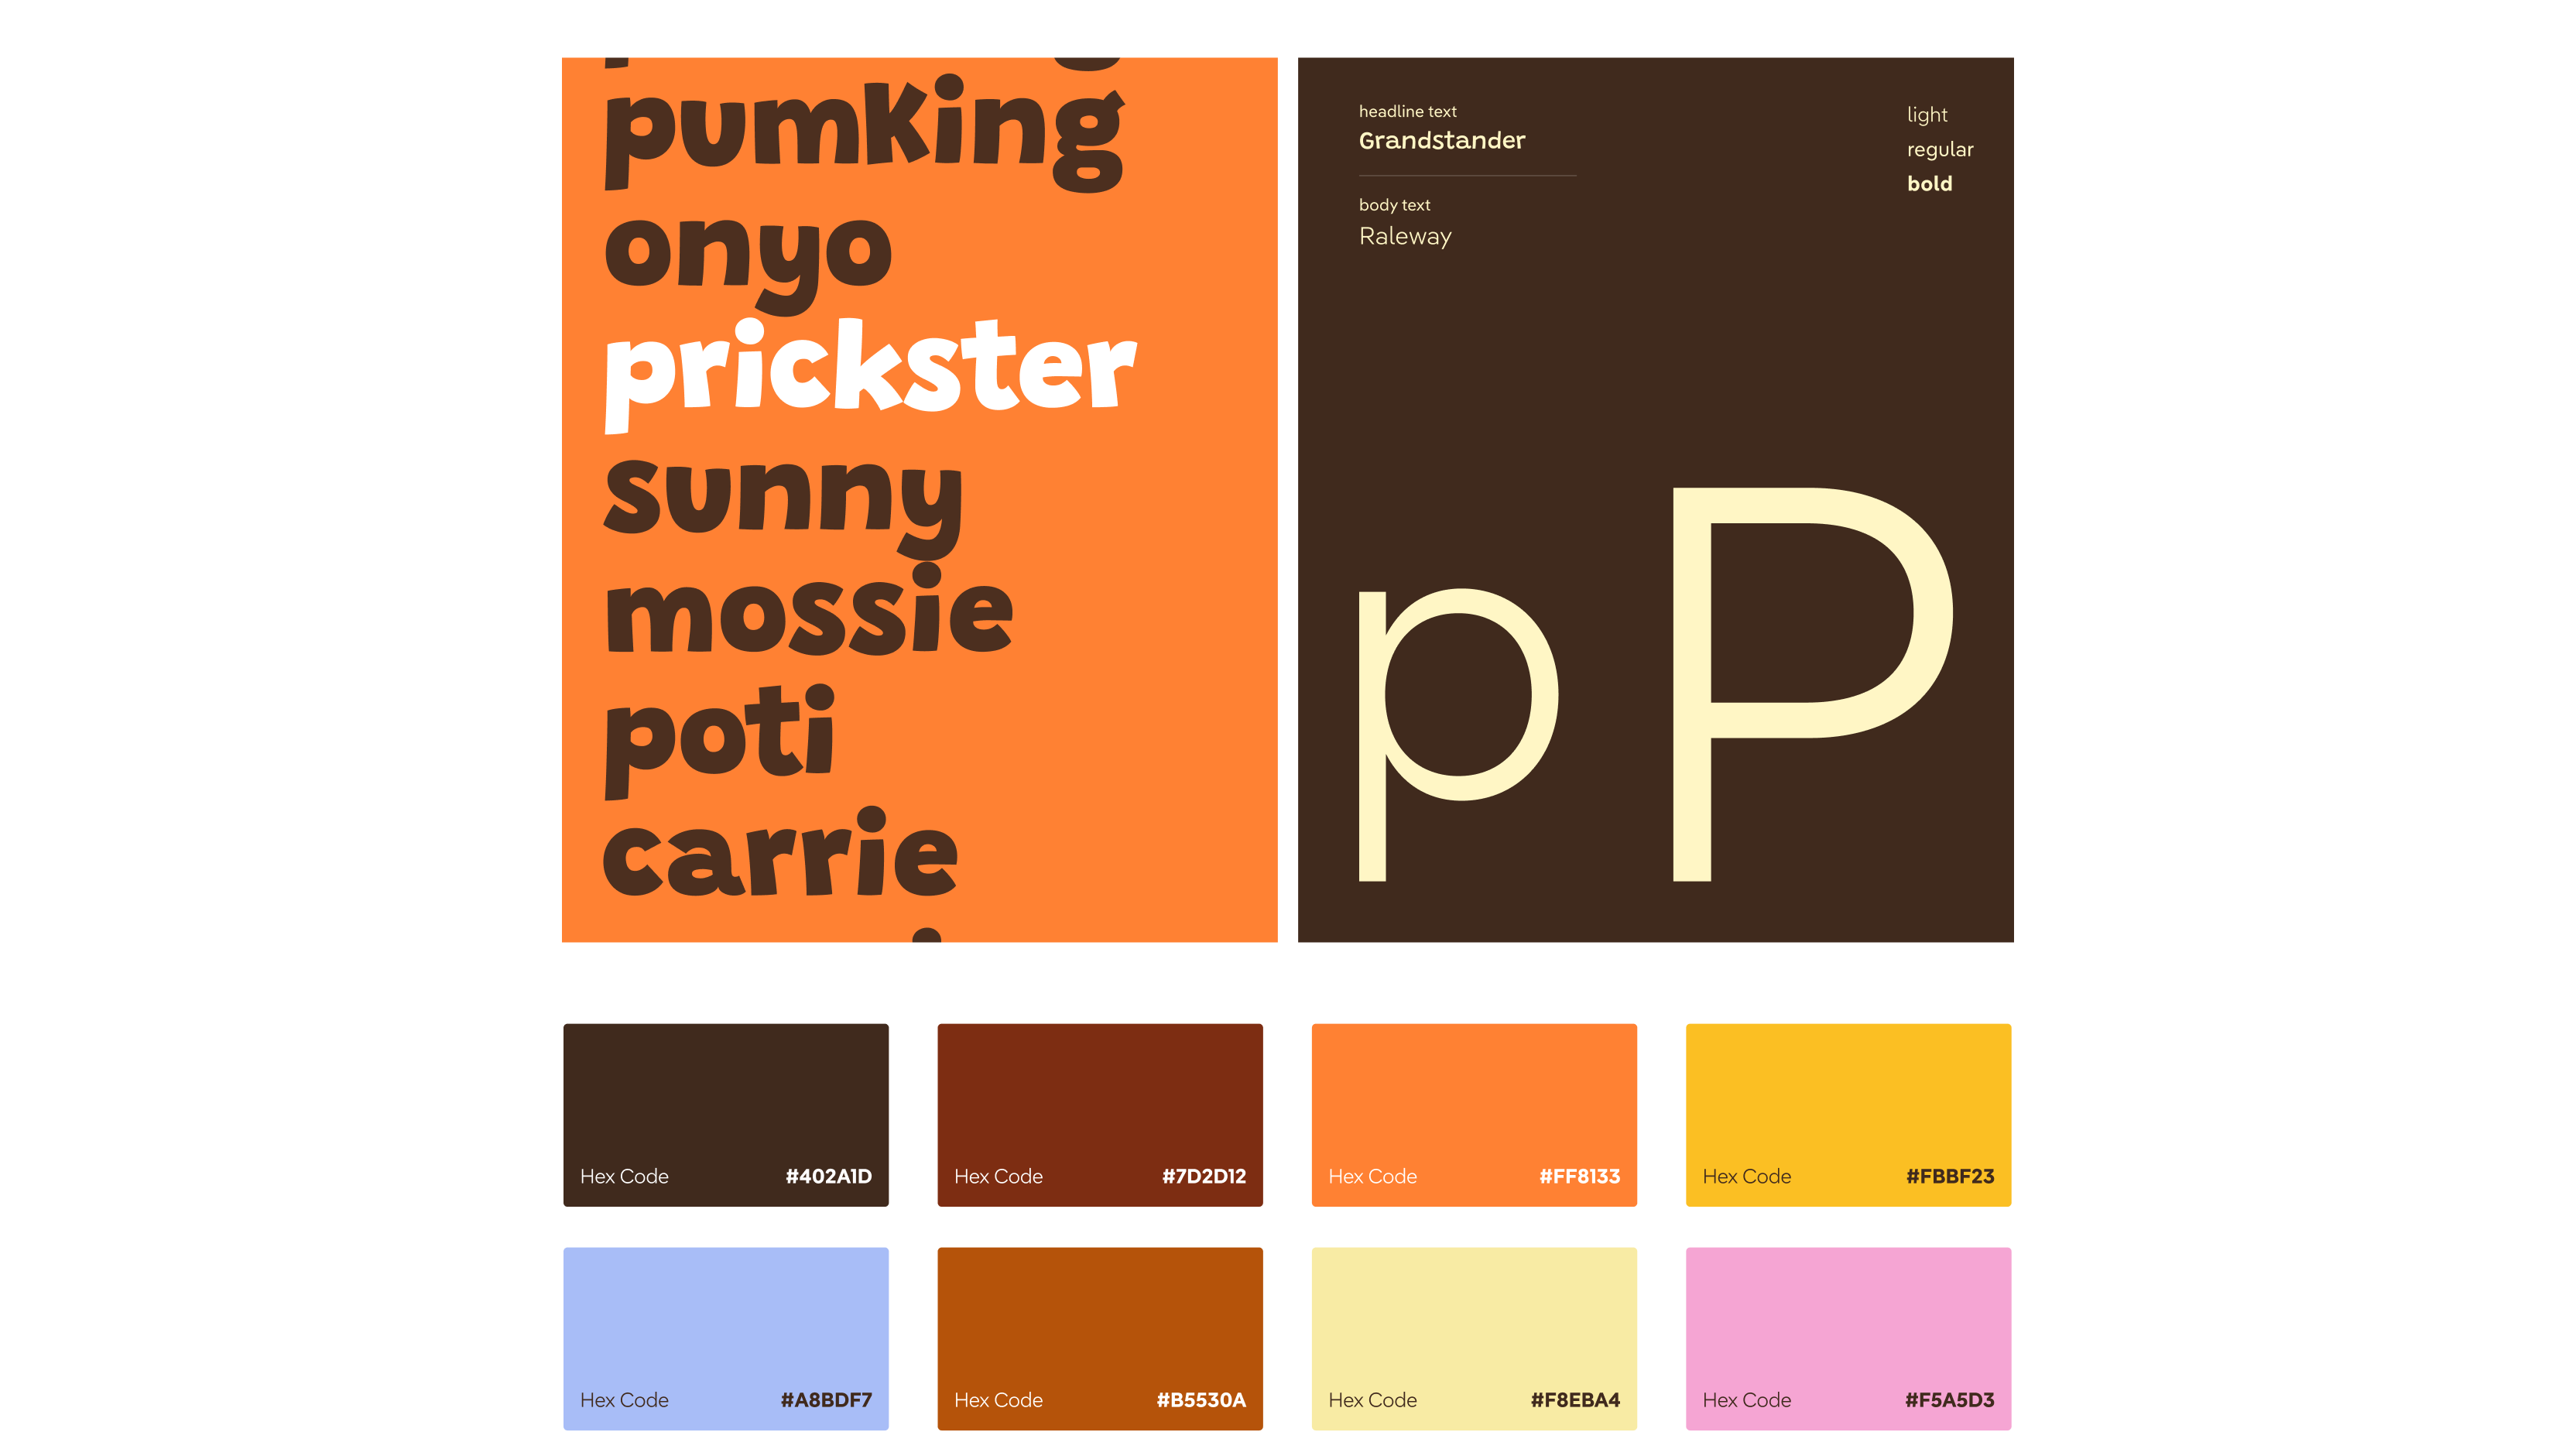 pumking
onyo
prickster
sunny
mossie
poti
carrie
headline text
Grandstander
body text
Raleway
light
regular
bold
p P
Hex Code #402A1D
Hex Code #7D2D12
Hex Code #FF8133
Hex Code #FBBF23
Hex Code #A8BDF7
Hex Code #B5530A
Hex Code #F8EBA4
Hex Code #F5A5D3